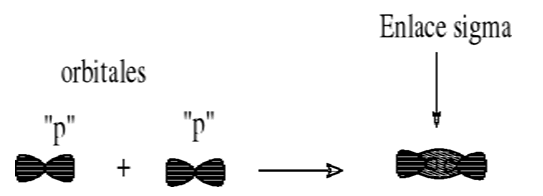 Enlace sigma
orbitales
"p" "p"
+